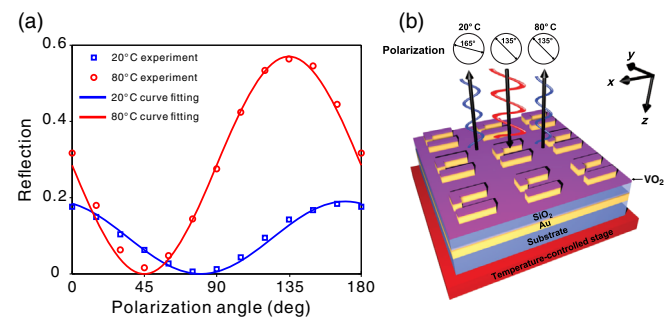 (a)
0.6
0.4
0.2
0
Reflection
20°C experiment
80°C experiment
20°C curve fitting
80°C curve fitting
0
45
90
135
180
Polarization angle (deg)
(b)
20°C
80°C
Polarization
165°
135°
135°
y
x
z
←VO2
SiO2
Au
Substrate
Temperature-controlled stage